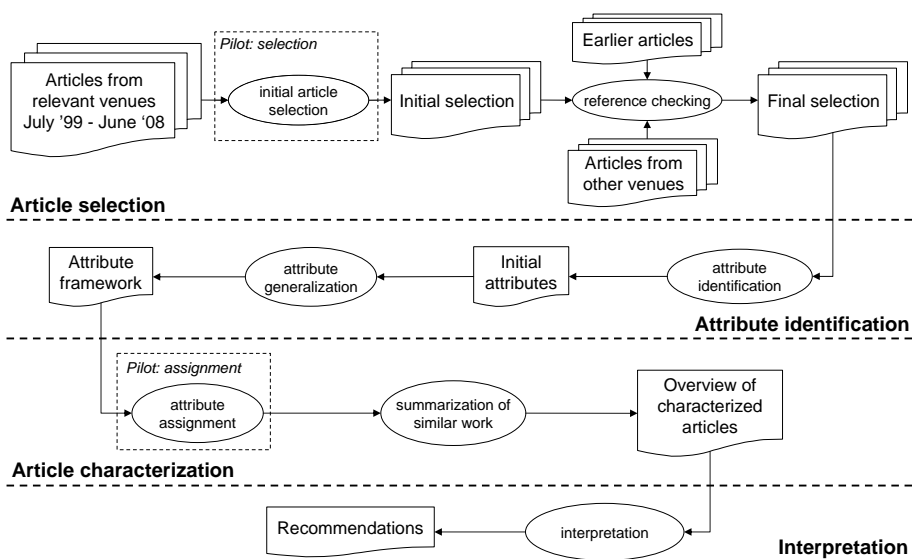 Pilot: selection
Articles from
relevant venues
July '99 - June ‘08
initial article
selection
Initial selection
Earlier articles
reference checking
Articles from
other venues
Final selection
Article selection
Attribute
framework
attribute
generalization
Initial
attributes
attribute
identification
Attribute identification
Pilot: assignment
attribute
assignment
summarization of
similar work
Overview of
characterized
articles
Article characterization
Recommendations
interpretation
Interpretation